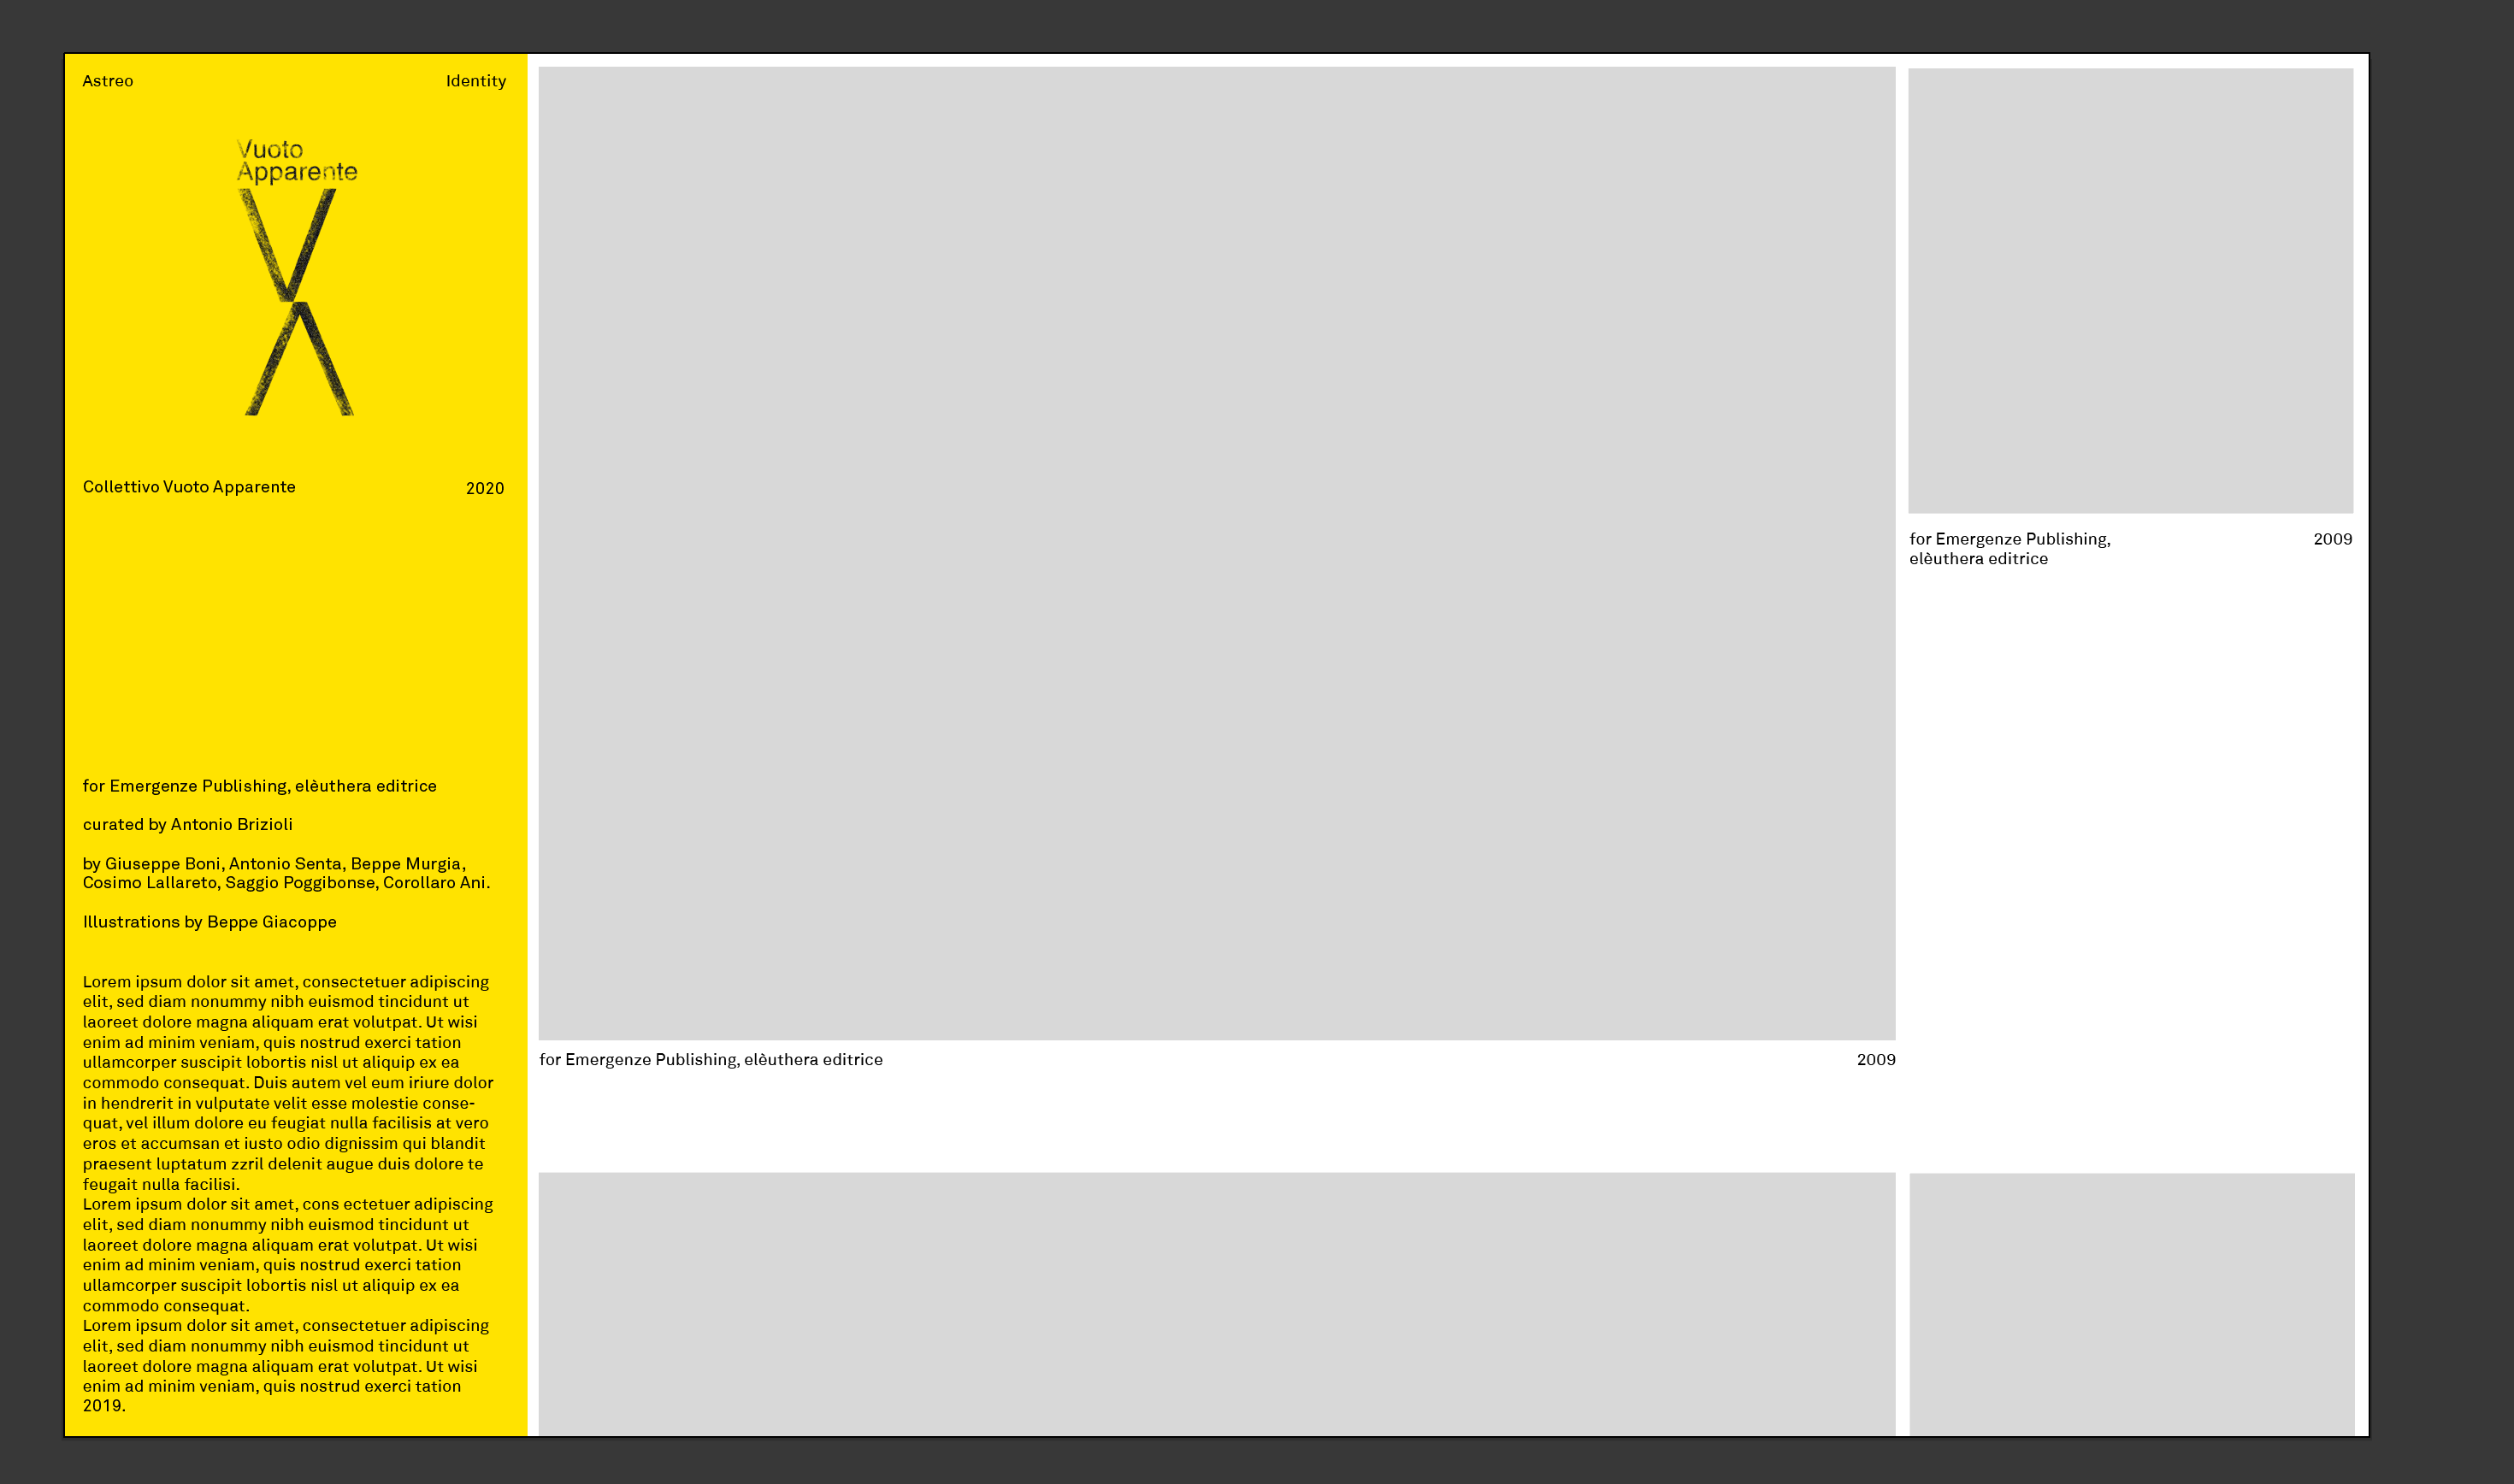 Astreo Identity
Vuoto
Apparente
VA
Collettivo Vuoto Apparente 2020
for Emergenze Publishing, elèuthera editrice
curated by Antonio Brizioli
by Giuseppe Boni, Antonio Senta, Beppe Murgia,
Cosimo Lallareto, Saggio Poggibonse, Corollaro Ani.
Illustrations by Beppe Giacoppe
Lorem ipsum dolor sit amet, consectetuer adipiscing
elit, sed diam nonummy nibh euismod tincidunt ut
laoreet dolore magna aliquam erat volutpat. Ut wisi
enim ad minim veniam, quis nostrud exerci tation
ullamcorper suscipit lobortis nisl ut aliquip ex ea
commodo consequat. Duis autem vel eum iriure dolor
in hendrerit in vulputate velit esse molestie conse-
quat, vel illum dolore eu feugiat nulla facilisis at vero
eros et accumsan et iusto odio dignissim qui blandit
praesent luptatum zzril delenit augue duis dolore te
feugait nulla facilisi.
Lorem ipsum dolor sit amet, cons ectetuer adipiscing
elit, sed diam nonummy nibh euismod tincidunt ut
laoreet dolore magna aliquam erat volutpat. Ut wisi
enim ad minim veniam, quis nostrud exerci tation
ullamcorper suscipit lobortis nisl ut aliquip ex ea
commodo consequat.
Lorem ipsum dolor sit amet, consectetuer adipiscing
elit, sed diam nonummy nibh euismod tincidunt ut
laoreet dolore magna aliquam erat volutpat. Ut wisi
enim ad minim veniam, quis nostrud exerci tation
2019.
for Emergenze Publishing, elèuthera editrice 2009
for Emergenze Publishing, 2009
elèuthera editrice